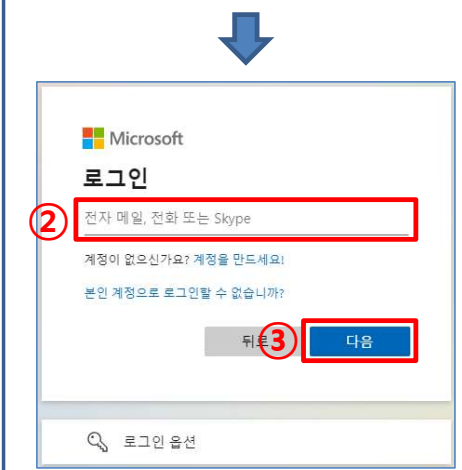 Microsoft
로그인
② 전자 메일, 전화 또는 Skype
계정이 없으신가요? 계정을 만드세요!
본인 계정으로 로그인할 수 없습니까?
뒤로 ③ 다음
로그인 옵션